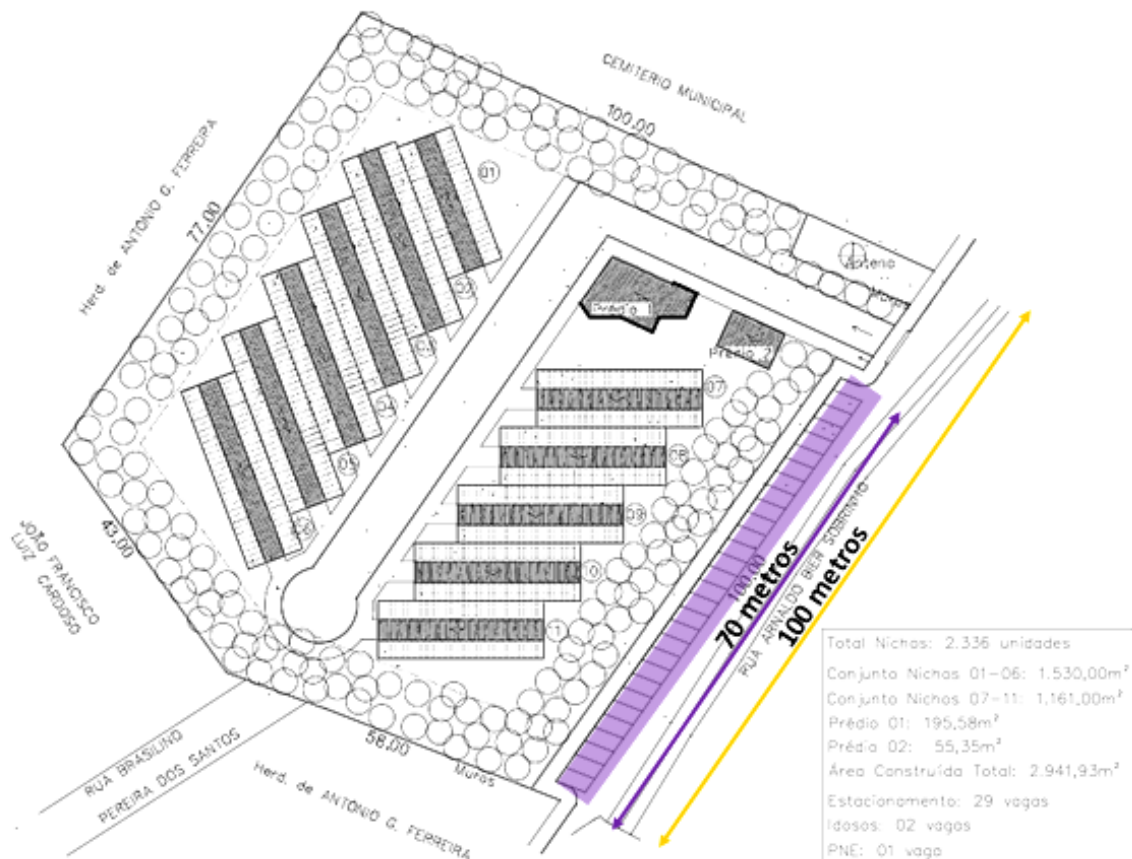 CEMITERIO MUNICIPAL
100,00
Herd. de ANTONIO G. FERREIRA
77,00
01
02
03
04
05
06
Prédio 1
Prédio 2
Antena
Muros
07
08
09
10
11
43,00
JOÃO FRANCISCO
LUIZ CARDOSO
100,00
70 metros
RUA ARNALDO BIER SOBRINHO
100 metros
58,00
Muros
RUA BRASILINO
PEREIRA DOS SANTOS
Herd. de ANTONIO G. FERREIRA
Total Nichos: 2.336 unidades
Conjunto Nichos 01-06: 1.530,00m²
Conjunto Nichos 07-11: 1,161,00m²
Prédio 01: 195,58m²
Prédio 02: 55,35m²
Área Construída Total: 2.941,93m²
Estacionamento: 29 vagas
Idosos: 02 vagas
PNE: 01 vaga